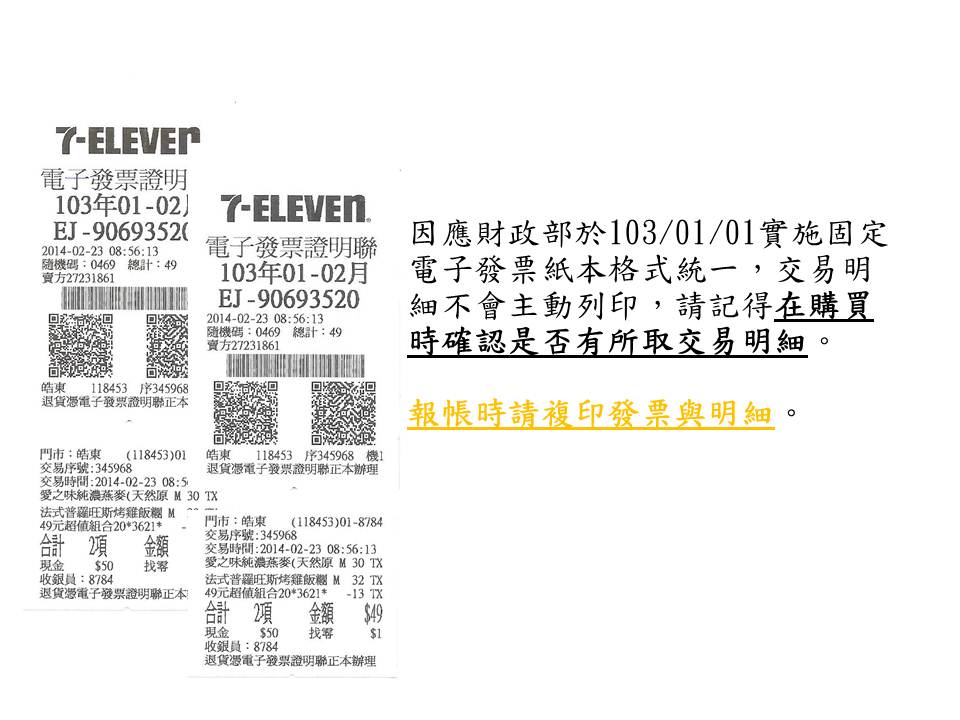 7-ELEVEn
電子發票證明
103年01-02
EJ-9069352
2014-02-23 08:56:13
隨機碼：0469 總計：49
賣方27231861
皓東 118453 序345968
退貨憑電子發票證明聯正本
門市：皓東 (118453)01
交易序號:345968
交易時間:2014-02-23 08:5
愛之味純濃燕麥(天然原 M 30 TX
法式普羅旺斯烤雞飯糰 M
49元超值組合20*3621* -
合計 2項 金額
現金 $50 找零
收銀員：8784
退貨憑電子發票證明聯正本
7-ELEVEn
電子發票證明聯
103年01-02月
EJ-90693520
2014-02-23 08:56:13
隨機碼：0469 總計：49
賣方27231861
皓東 118453 序345968 機1
退貨憑電子發票證明聯正本辦理
門市：皓東 (118453)01-8784
交易序號:345968
交易時間:2014-02-23 08:56:13
愛之味純濃燕麥(天然原 M 30 TX
法式普羅旺斯烤雞飯糰 M 32 TX
49元超值組合20*3621* -13 TX
合計 2項 金額 $49
現金 $50 找零 $1
收銀員：8784
退貨憑電子發票證明聯正本辦理
因應財政部於103/01/01實施固定
電子發票紙本格式統一，交易明
細不會主動列印，請記得在購買
時確認是否有所取交易明細。
報帳時請複印發票與明細。